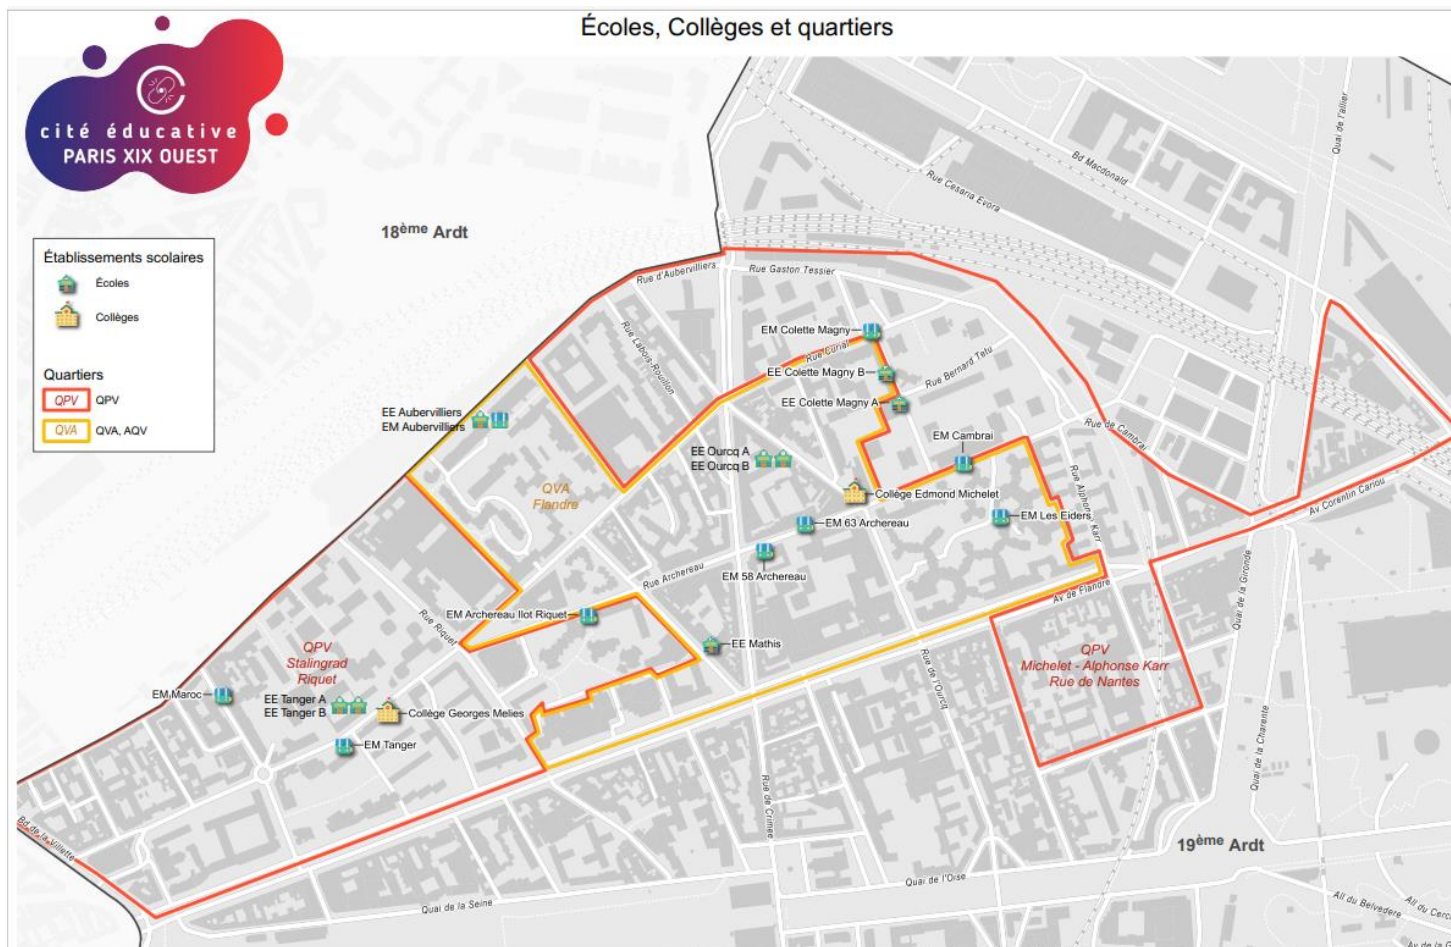 Écoles, Collèges et quartiers
cité éducative
PARIS XIX OUEST
18ème Ardt
Établissements scolaires
Écoles
Collèges
Quartiers
QPV
QPV
QVA
QVA, AQV
Quai de l'allier
Bd Macdonald
Rue Cesaria Evora
Rue d'Aubervilliers
Rue Gaston Tessier
Rue Labois-Rouillon
EM Colette Magny
Rue Curial
EE Colette Magny B
Rue Bernard Tetu
EE Colette Magny A
EE Aubervilliers
EM Aubervilliers
Rue de Cambrai
EM Cambrai
EE Ourcq A
EE Ourcq B
Rue Alphonse Karr
QVA
Flandre
Collège Edmond Michelet
Av Corentin Cariou
EM Les Eiders
EM 63 Archereau
EM 58 Archereau
Rue Archereau
Quai de la Gironde
Av de Flandre
EM Archereau Ilot Riquet
Rue Riquet
EE Mathis
QPV
Stalingrad
Riquet
QPV
Michelet - Alphonse Karr
Rue de Nantes
Rue de l'Ourcq
EM Maroc
EE Tanger A
EE Tanger B
Collège Georges Melies
EM Tanger
Quai de la Charente
Rue de Crimee
Bd de la Villette
19ème Ardt
Quai de l'Oise
Quai de la Seine
All du Belvedere
All du Cerc
Av de la G